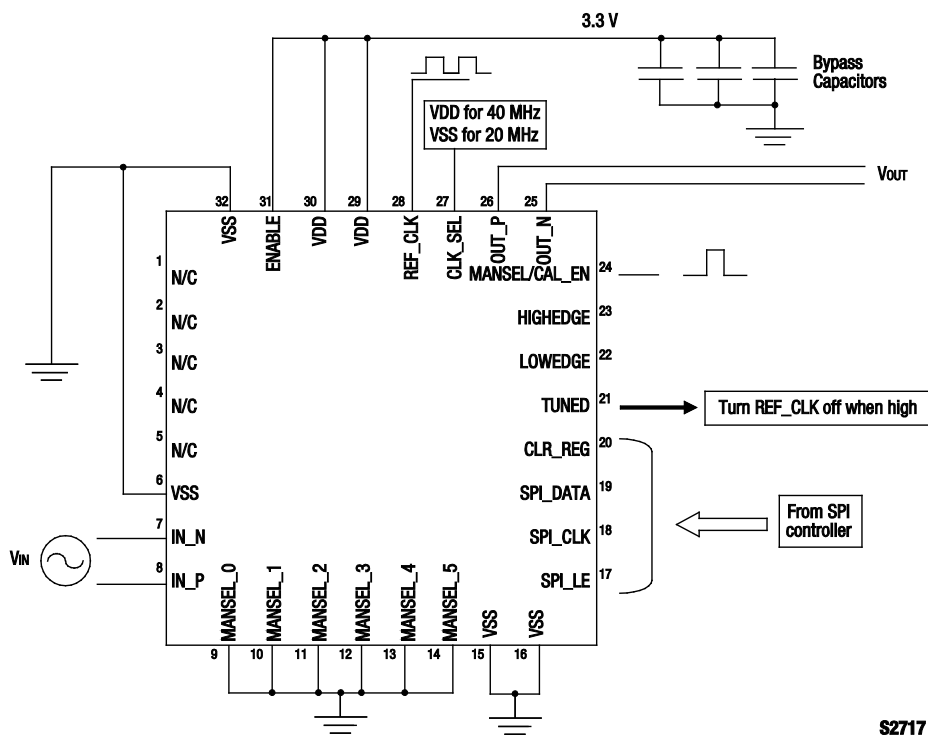 3.3 V
Bypass
Capacitors
VDD for 40 MHz
VSS for 20 MHz
VOUT
32
31
30
29
28
27
26
25
VSS
ENABLE
VDD
VDD
REF_CLK
CLK_SEL
OUT_P
OUT_N
1
N/C
2
N/C
3
N/C
4
N/C
5
N/C
6
VSS
7
IN_N
8
IN_P
VIN
MANSEL/CAL_EN
24
HIGHEDGE
23
LOWEDGE
22
TUNED
21
Turn REF_CLK off when high
CLR_REG
20
SPI_DATA
19
SPI_CLK
18
SPI_LE
17
From SPI
controller
MANSEL_0
MANSEL_1
MANSEL_2
MANSEL_3
MANSEL_4
MANSEL_5
VSS
VSS
9
10
11
12
13
14
15
16
S2717